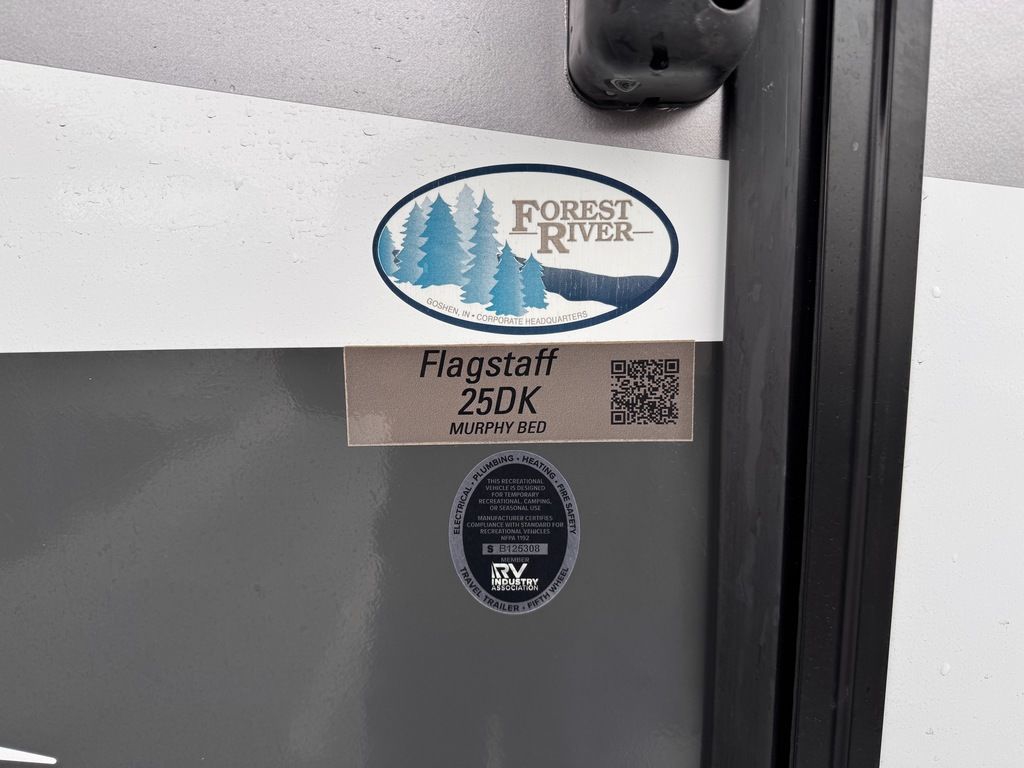 FOREST
RIVER
GOSHEN, IN • CORPORATE HEADQUARTERS
Flagstaff
25DK
MURPHY BED
ELECTRICAL • PLUMBING • HEATING • FIRE SAFETY
THIS RECREATIONAL
VEHICLE IS DESIGNED
FOR TEMPORARY
RECREATIONAL, CAMPING,
OR SEASONAL USE
MANUFACTURER CERTIFIES
COMPLIANCE WITH STANDARD FOR
RECREATIONAL VEHICLES
NFPA 1192
S B125308
MEMBER
RV
INDUSTRY
ASSOCIATION
TRAVEL TRAILER • FIFTH WHEEL